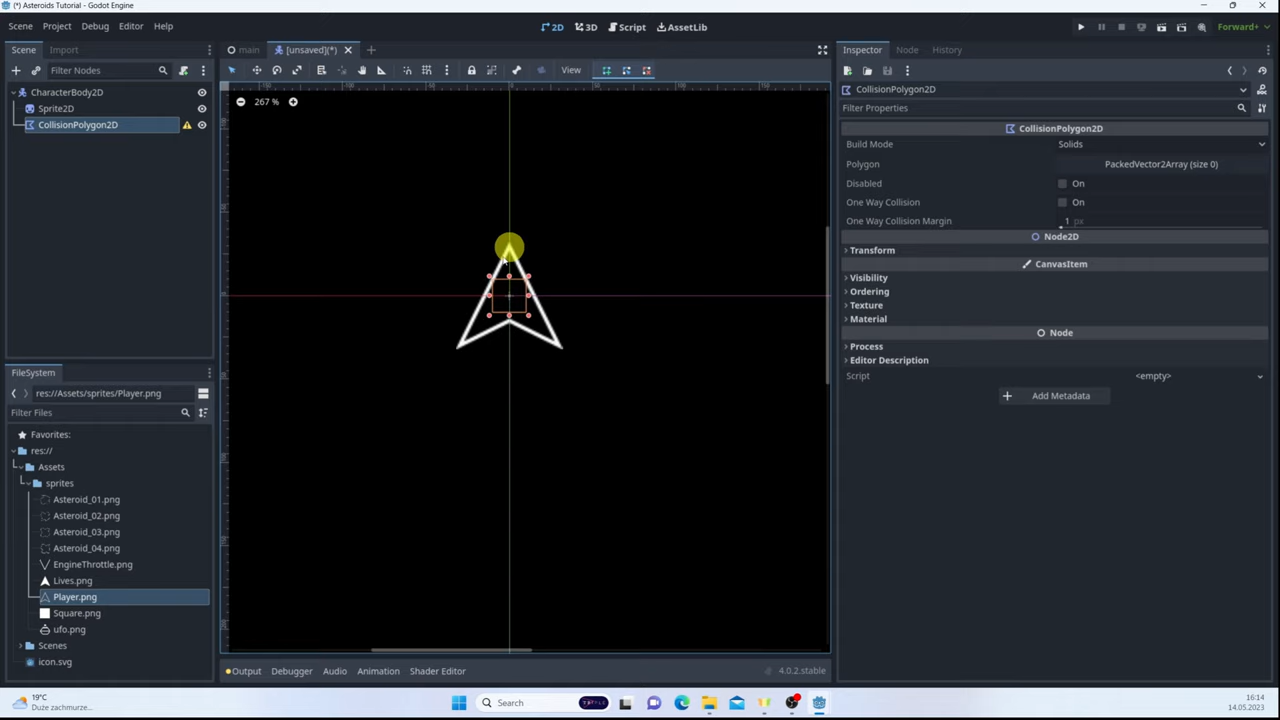 (*) Asteroids Tutorial - Godot Engine
Scene Project Debug Editor Help
2D 3D Script AssetLib
Forward+
Scene Import
main [unsaved](*)
Inspector Node History
Filter Nodes
View
CharacterBody2D
Sprite2D
CollisionPolygon2D
267 %
CollisionPolygon2D
Filter Properties
CollisionPolygon2D
Build Mode Solids
Polygon PackedVector2Array (size 0)
Disabled On
One Way Collision On
One Way Collision Margin 1 px
Node2D
Transform
CanvasItem
Visibility
Ordering
Texture
Material
Node
Process
Editor Description
Script <empty>
Add Metadata
FileSystem
res://Assets/sprites/Player.png
Filter Files
Favorites:
res://
Assets
sprites
Asteroid_01.png
Asteroid_02.png
Asteroid_03.png
Asteroid_04.png
EngineThrottle.png
Lives.png
Player.png
Square.png
ufo.png
Scenes
icon.svg
Output Debugger Audio Animation Shader Editor
4.0.2.stable
19°C
Duże zachmurze...
Search
16:14
14.05.2023